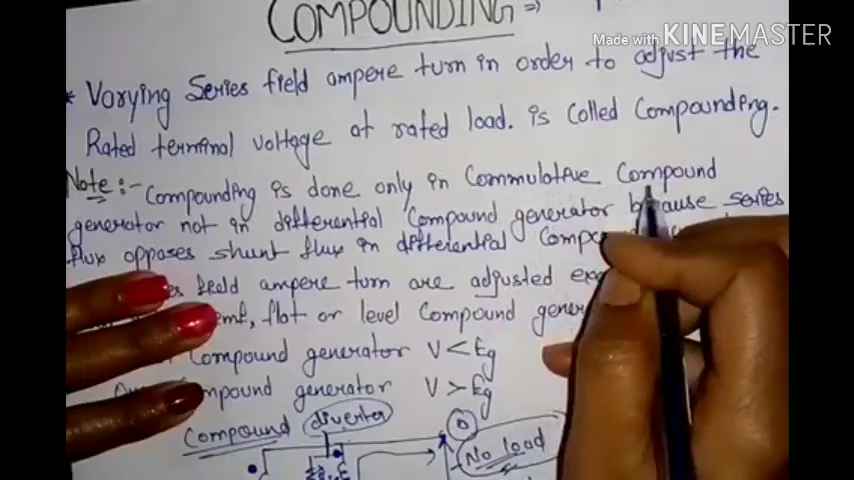 COMPOUNDING ⇒
Made with KINEMASTER
* Varying Series field ampere turn in order to adjust the
Rated terminal voltage at rated load. is Called Compounding.
Note :- Compounding is done only in Commulative Compound
generator not in differential Compound generator because series
flux opposes shunt flux in differential
field ampere turn are adjusted
emf, flat or level Compound
Compound generator V < Eg
Compound generator V > Eg
Compound diverter
No load